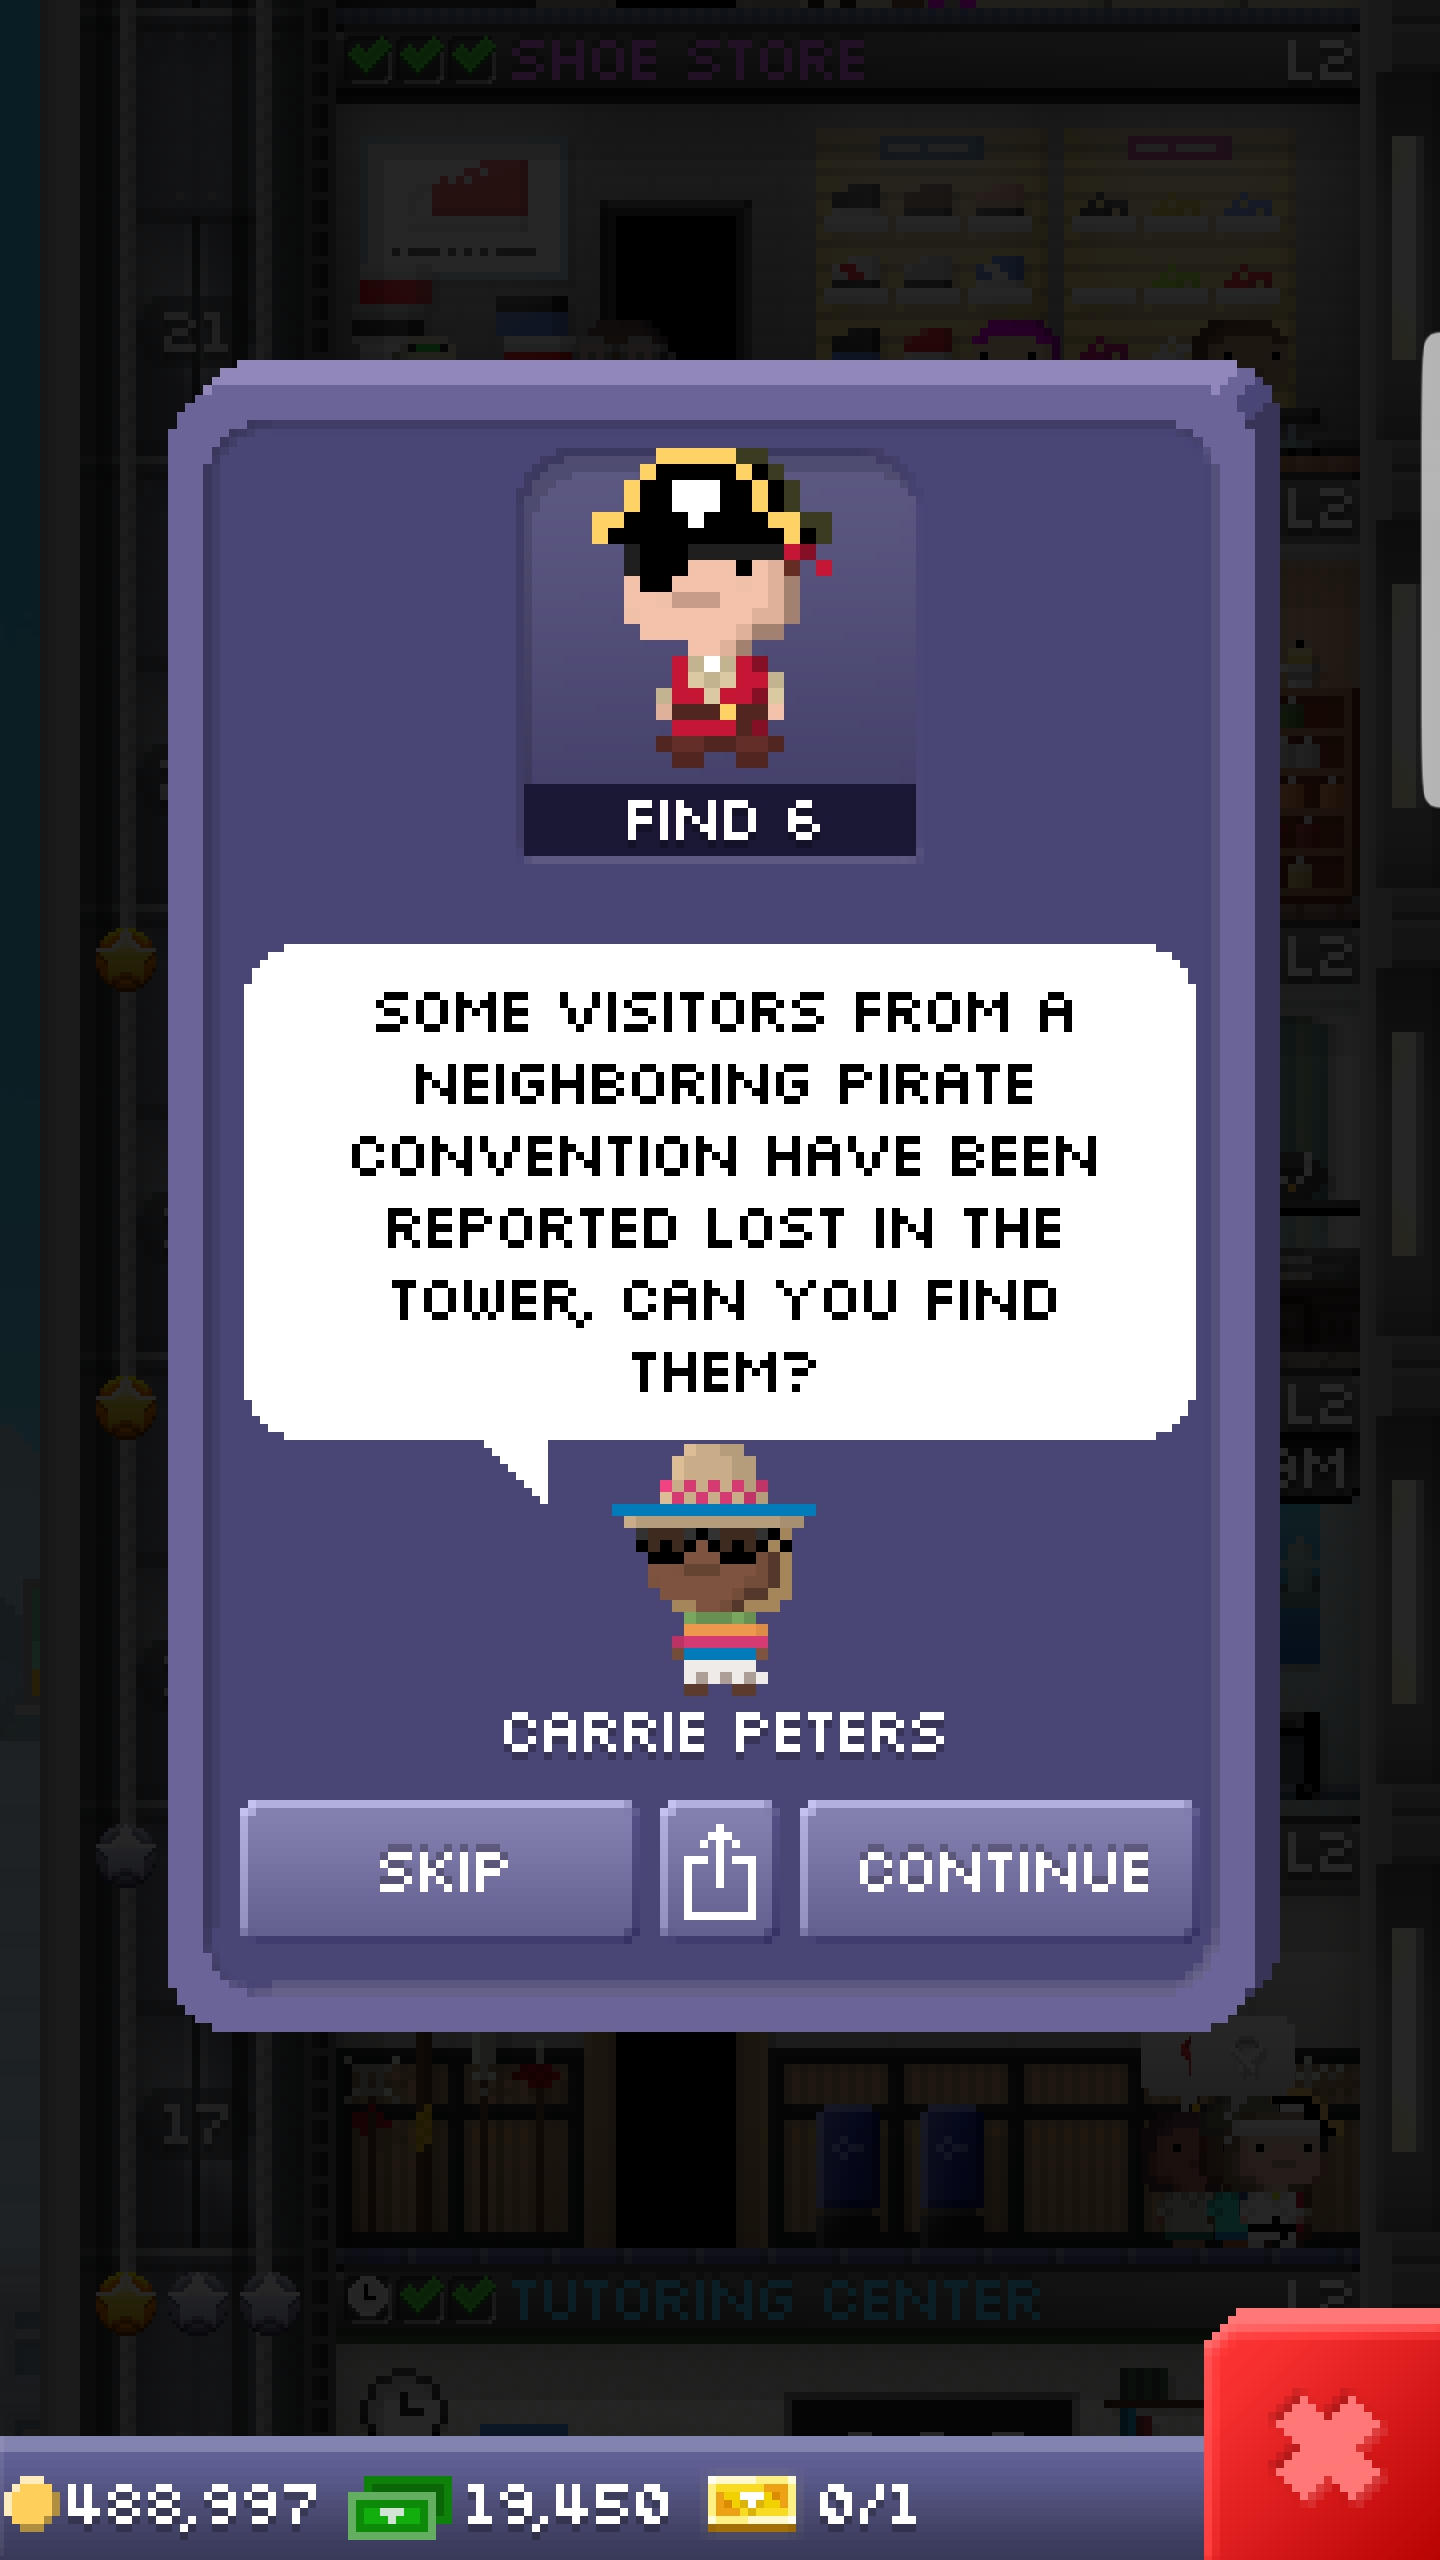 SHOE STORE
L2
21
L2
FIND 6
L2
SOME VISITORS FROM A
NEIGHBORING PIRATE
CONVENTION HAVE BEEN
REPORTED LOST IN THE
TOWER, CAN YOU FIND
THEM?
L2
CARRIE PETERS
SKIP
CONTINUE
L2
17
TUTORING CENTER
L2
488,997
19,450
0/1